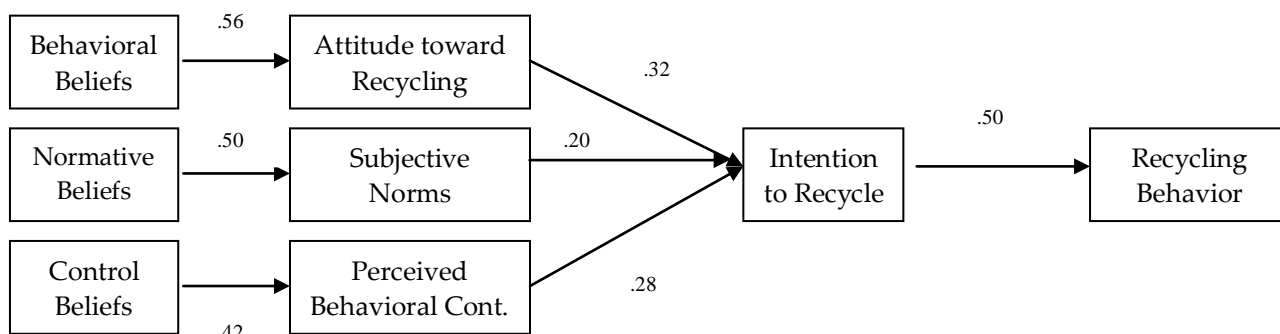 .56
Behavioral
Beliefs
Attitude toward
Recycling
.32
.50
Normative
Beliefs
.50
Subjective
Norms
.20
Intention
to Recycle
Recycling
Behavior
Control
Beliefs
Perceived
Behavioral Cont.
.28
.42